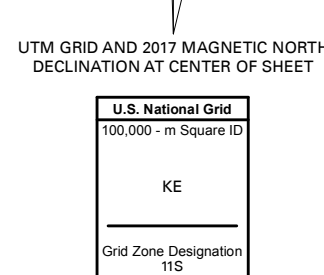 UTM GRID AND 2017 MAGNETIC NORTH
DECLINATION AT CENTER OF SHEET
U.S. National Grid
100,000 - m Square ID
KE
Grid Zone Designation
11S